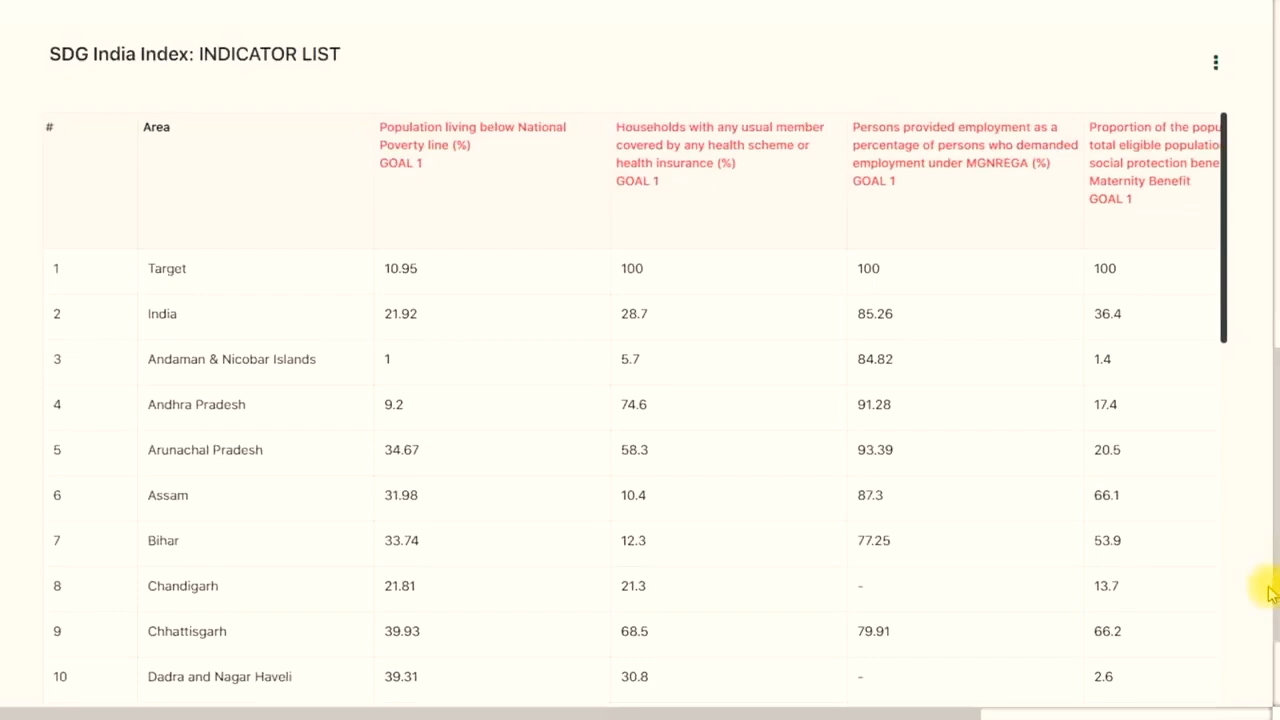 SDG India Index: INDICATOR LIST
# Area Population living below National Poverty line (%) GOAL 1 Households with any usual member covered by any health scheme or health insurance (%) GOAL 1 Persons provided employment as a percentage of persons who demanded employment under MGNREGA (%) GOAL 1 Proportion of the popu total eligible populatio social protection bene Maternity Benefit GOAL 1
1 Target 10.95 100 100 100
2 India 21.92 28.7 85.26 36.4
3 Andaman & Nicobar Islands 1 5.7 84.82 1.4
4 Andhra Pradesh 9.2 74.6 91.28 17.4
5 Arunachal Pradesh 34.67 58.3 93.39 20.5
6 Assam 31.98 10.4 87.3 66.1
7 Bihar 33.74 12.3 77.25 53.9
8 Chandigarh 21.81 21.3 - 13.7
9 Chhattisgarh 39.93 68.5 79.91 66.2
10 Dadra and Nagar Haveli 39.31 30.8 - 2.6